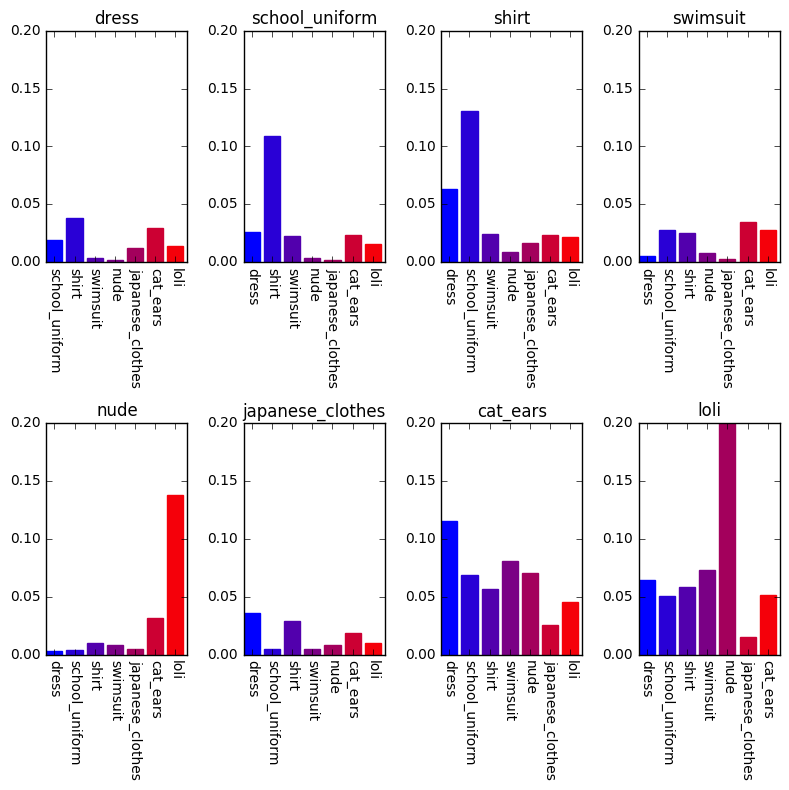 dress
school_uniform
shirt
swimsuit
0.20
0.15
0.10
0.05
0.00
school_uniform
shirt
swimsuit
nude
japanese_clothes
cat_ears
loli
0.20
0.15
0.10
0.05
0.00
dress
shirt
swimsuit
nude
japanese_clothes
cat_ears
loli
0.20
0.15
0.10
0.05
0.00
dress
school_uniform
swimsuit
nude
japanese_clothes
cat_ears
loli
0.20
0.15
0.10
0.05
0.00
dress
school_uniform
shirt
nude
japanese_clothes
cat_ears
loli
nude
japanese_clothes
cat_ears
loli
0.20
0.15
0.10
0.05
0.00
dress
school_uniform
shirt
swimsuit
japanese_clothes
cat_ears
loli
0.20
0.15
0.10
0.05
0.00
dress
school_uniform
shirt
swimsuit
nude
cat_ears
loli
0.20
0.15
0.10
0.05
0.00
dress
school_uniform
shirt
swimsuit
nude
japanese_clothes
loli
0.20
0.15
0.10
0.05
0.00
dress
school_uniform
shirt
swimsuit
nude
japanese_clothes
cat_ears